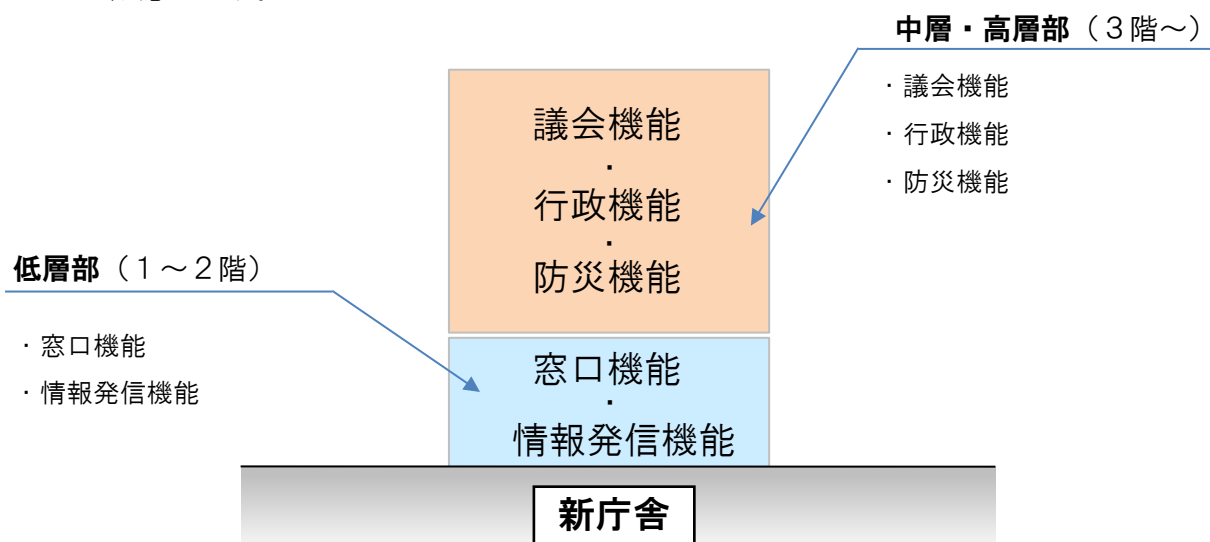 中層・高層部（３階～）
・議会機能
・行政機能
・防災機能
議会機能
・
行政機能
・
防災機能
低層部（１～２階）
・窓口機能
・情報発信機能
窓口機能
・
情報発信機能
新庁舎